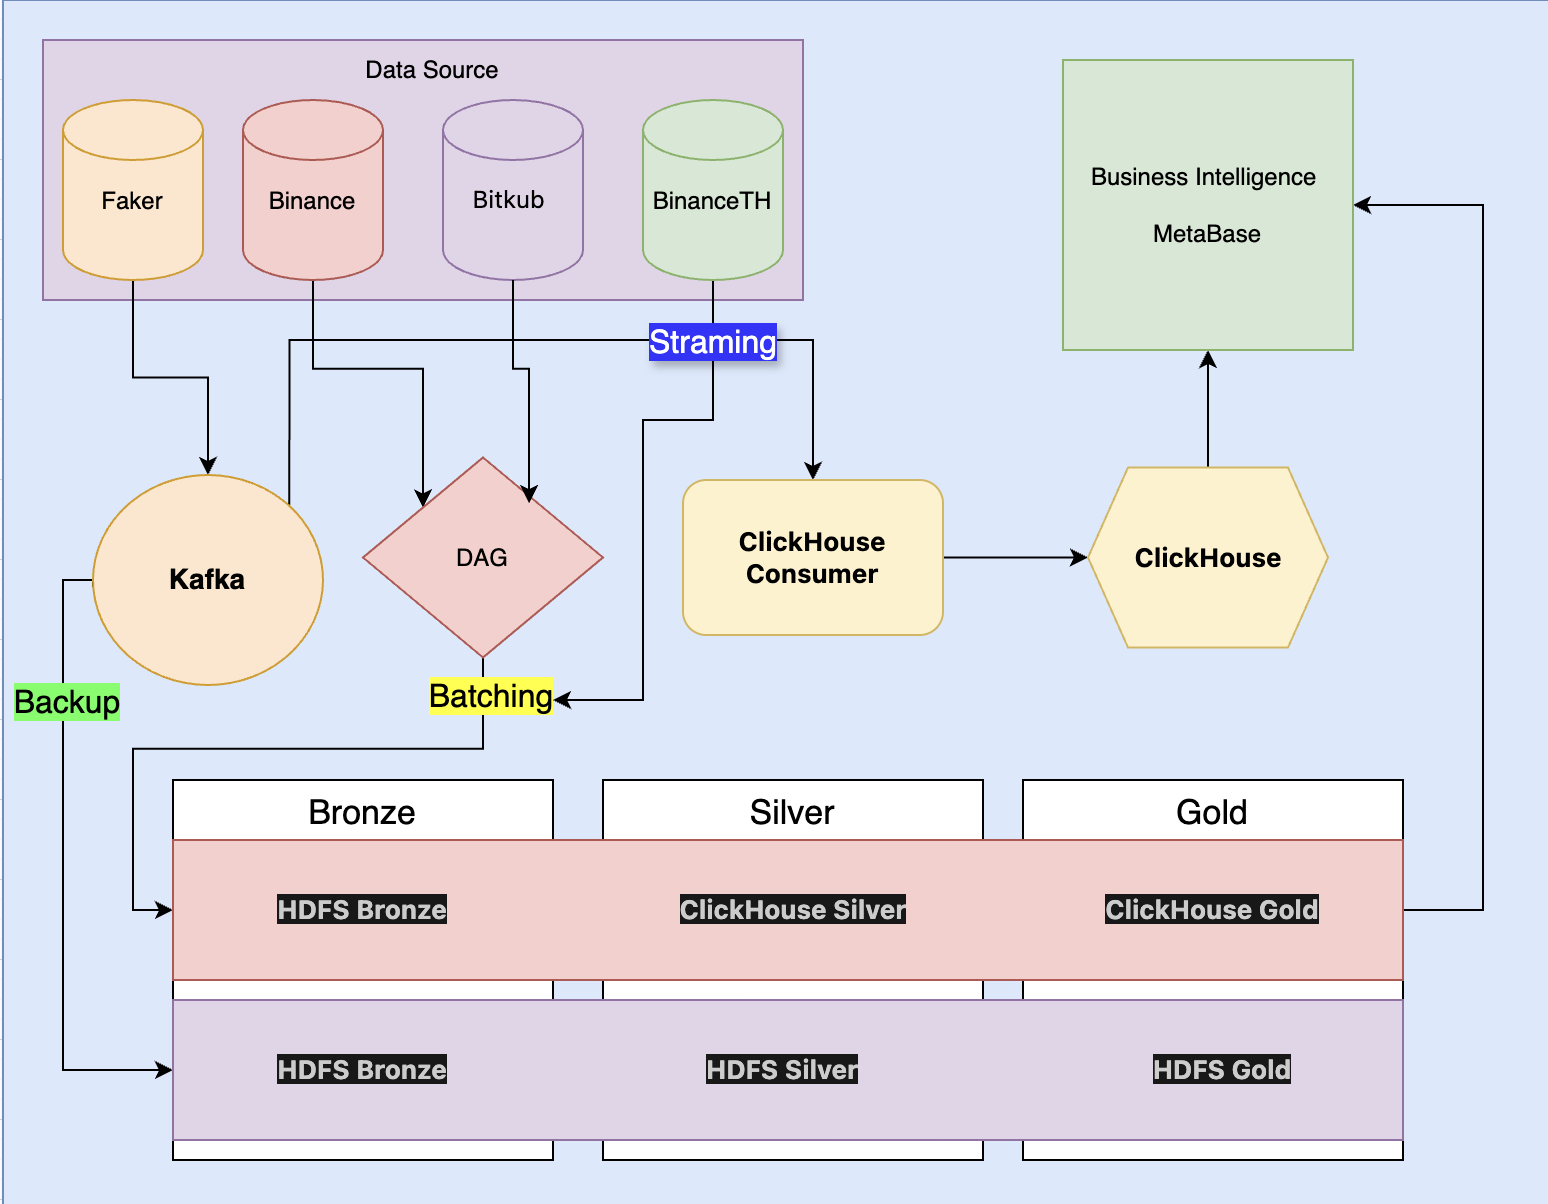 Data Source
Faker
Binance
Bitkub
BinanceTH
Business Intelligence
MetaBase
Straming
Kafka
DAG
ClickHouse
Consumer
ClickHouse
Backup
Batching
Bronze
Silver
Gold
HDFS Bronze
ClickHouse Silver
ClickHouse Gold
HDFS Bronze
HDFS Silver
HDFS Gold